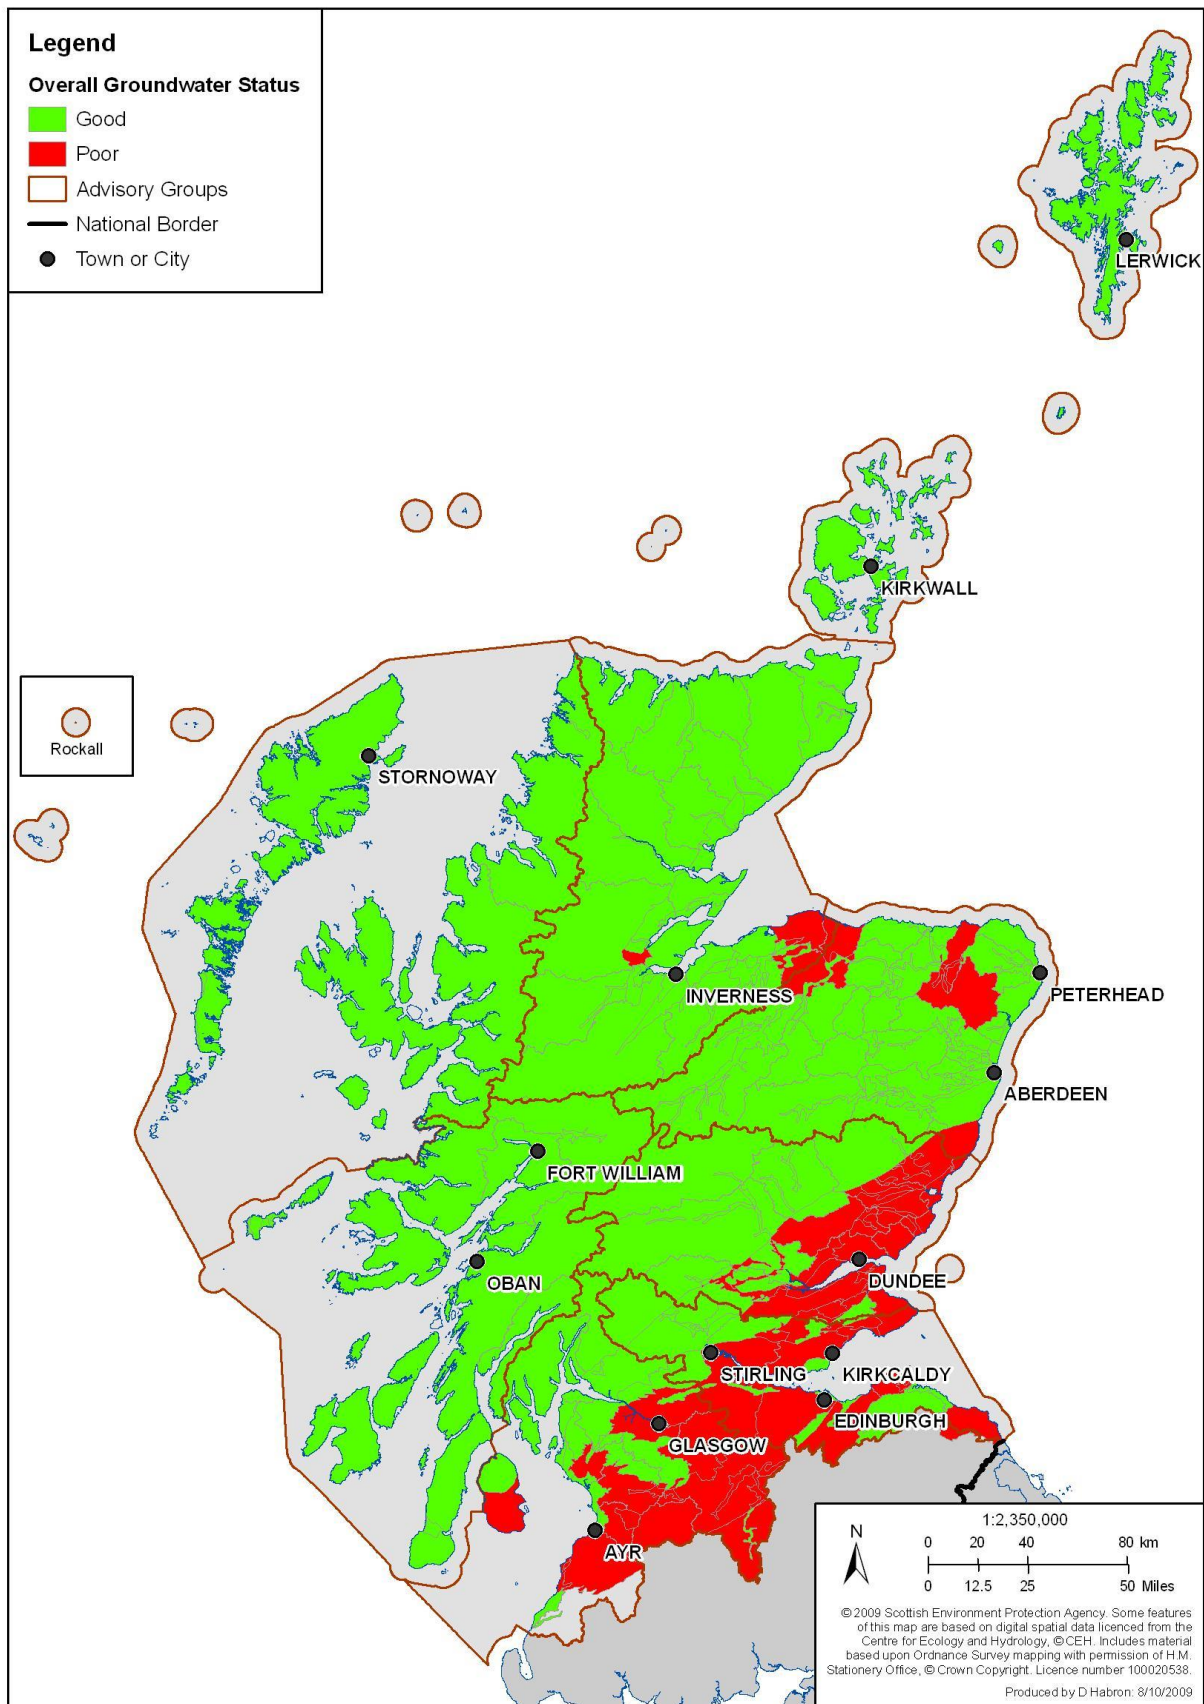 Legend
Overall Groundwater Status
Good
Poor
Advisory Groups
National Border
Town or City
LERWICK
KIRKWALL
Rockall
STORNOWAY
INVERNESS
PETERHEAD
ABERDEEN
FORT WILLIAM
OBAN
DUNDEE
STIRLING
KIRKCALDY
EDINBURGH
GLASGOW
AYR
N
1:2,350,000
0 20 40 80 km
0 12.5 25 50 Miles
© 2009 Scottish Environment Protection Agency. Some features
of this map are based on digital spatial data licenced from the
Centre for Ecology and Hydrology, © CEH. Includes material
based upon Ordnance Survey mapping with permission of H.M.
Stationery Office, © Crown Copyright. Licence number 100020538.
Produced by D Habron: 8/10/2009